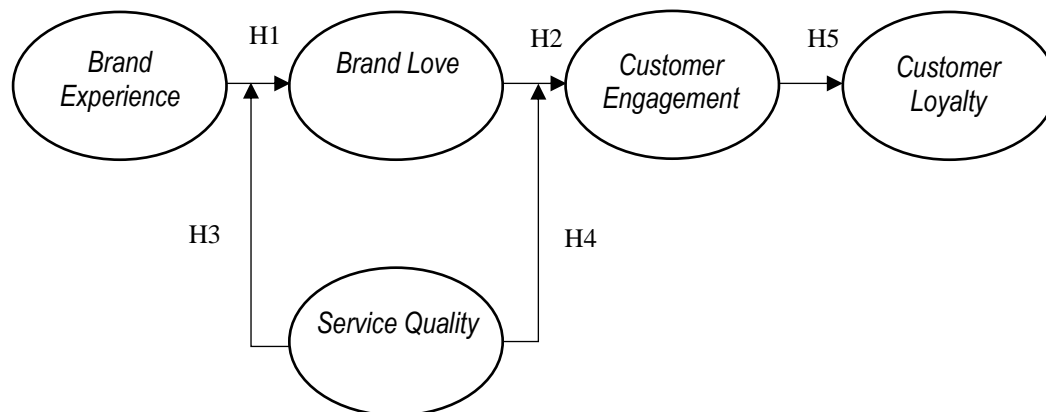 H1
H2
H5
Brand
Experience
Brand Love
Customer
Engagement
Customer
Loyalty
H3
H4
Service Quality